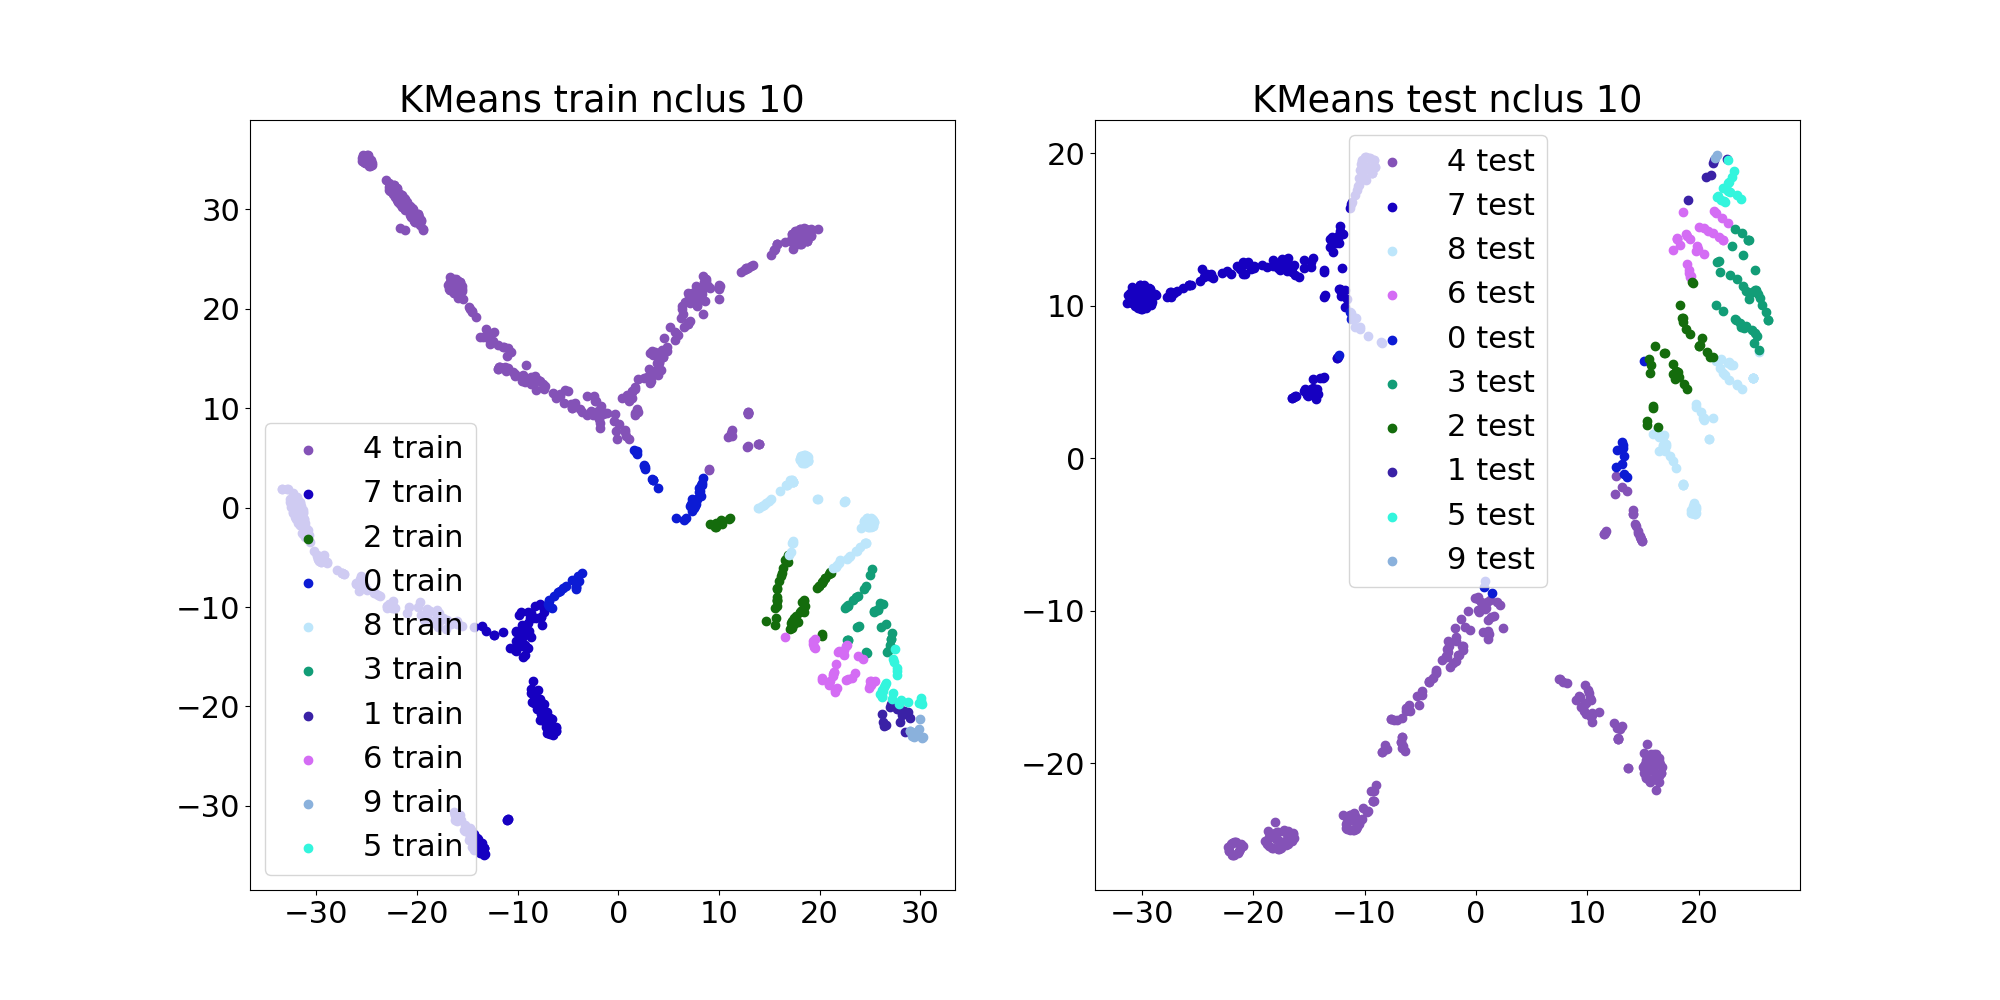 KMeans train nclus 10
30
20
10
0
−10
−20
−30
4 train
7 train
2 train
0 train
8 train
3 train
1 train
6 train
9 train
5 train
−30 −20 −10 0 10 20 30
KMeans test nclus 10
20
10
0
−10
−20
4 test
7 test
8 test
6 test
0 test
3 test
2 test
1 test
5 test
9 test
−30 −20 −10 0 10 20